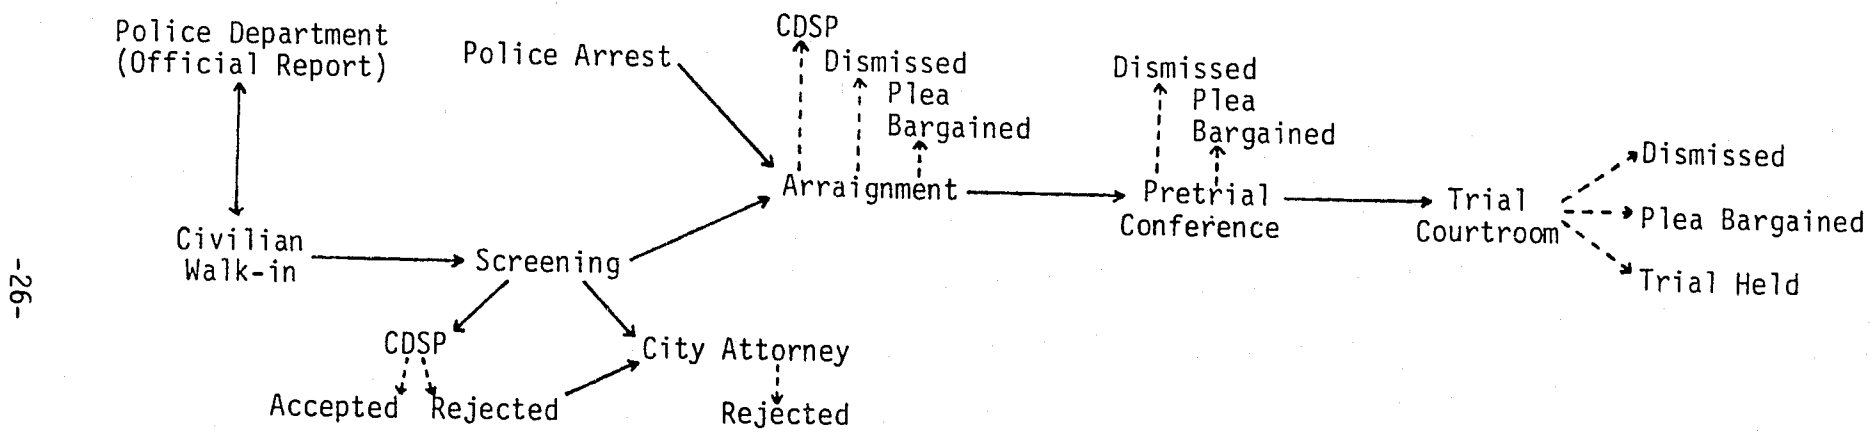 Police Department
(Official Report)
Police Arrest
CDSP
Dismissed
Plea
Bargained
Dismissed
Plea
Bargained
Arraignment
Pretrial
Conference
Trial
Courtroom
Dismissed
Plea Bargained
Trial Held
Civilian
Walk-in
Screening
CDSP
City Attorney
Accepted
Rejected
Rejected
-26-